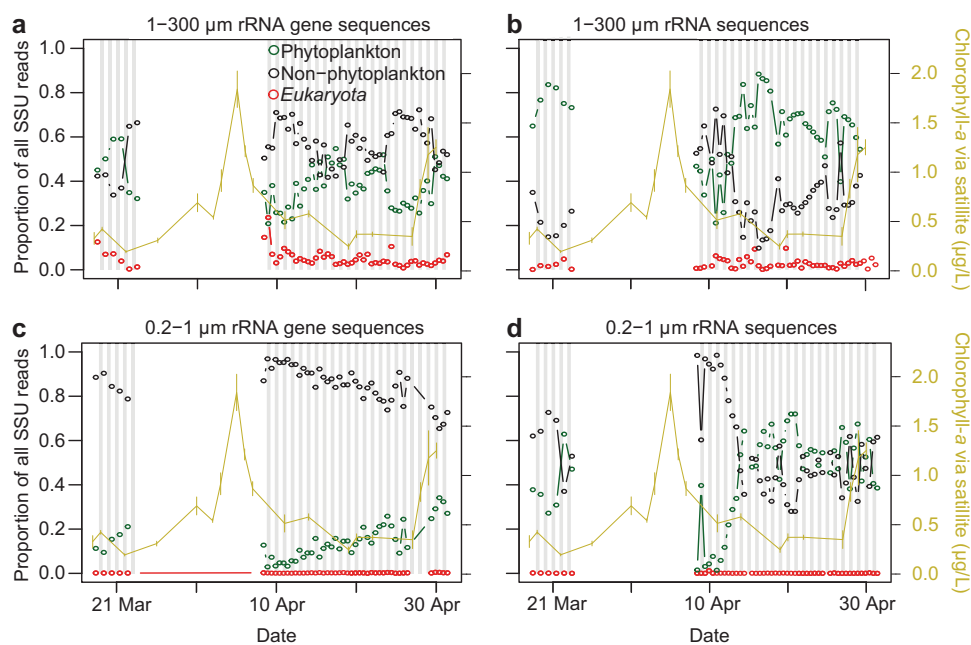 a
1−300 µm rRNA gene sequences
b
1−300 µm rRNA sequences
Proportion of all SSU reads
1.0
0.8
0.6
0.4
0.2
0.0
Phytoplankton
Non−phytoplankton
Eukaryota
2.0
1.5
1.0
0.5
0.0
Chlorophyll-a via satillite (µg/L)
c
0.2−1 µm rRNA gene sequences
d
0.2−1 µm rRNA sequences
Proportion of all SSU reads
1.0
0.8
0.6
0.4
0.2
0.0
2.0
1.5
1.0
0.5
0.0
Chlorophyll-a via satillite (µg/L)
21 Mar
10 Apr
30 Apr
21 Mar
10 Apr
30 Apr
Date
Date